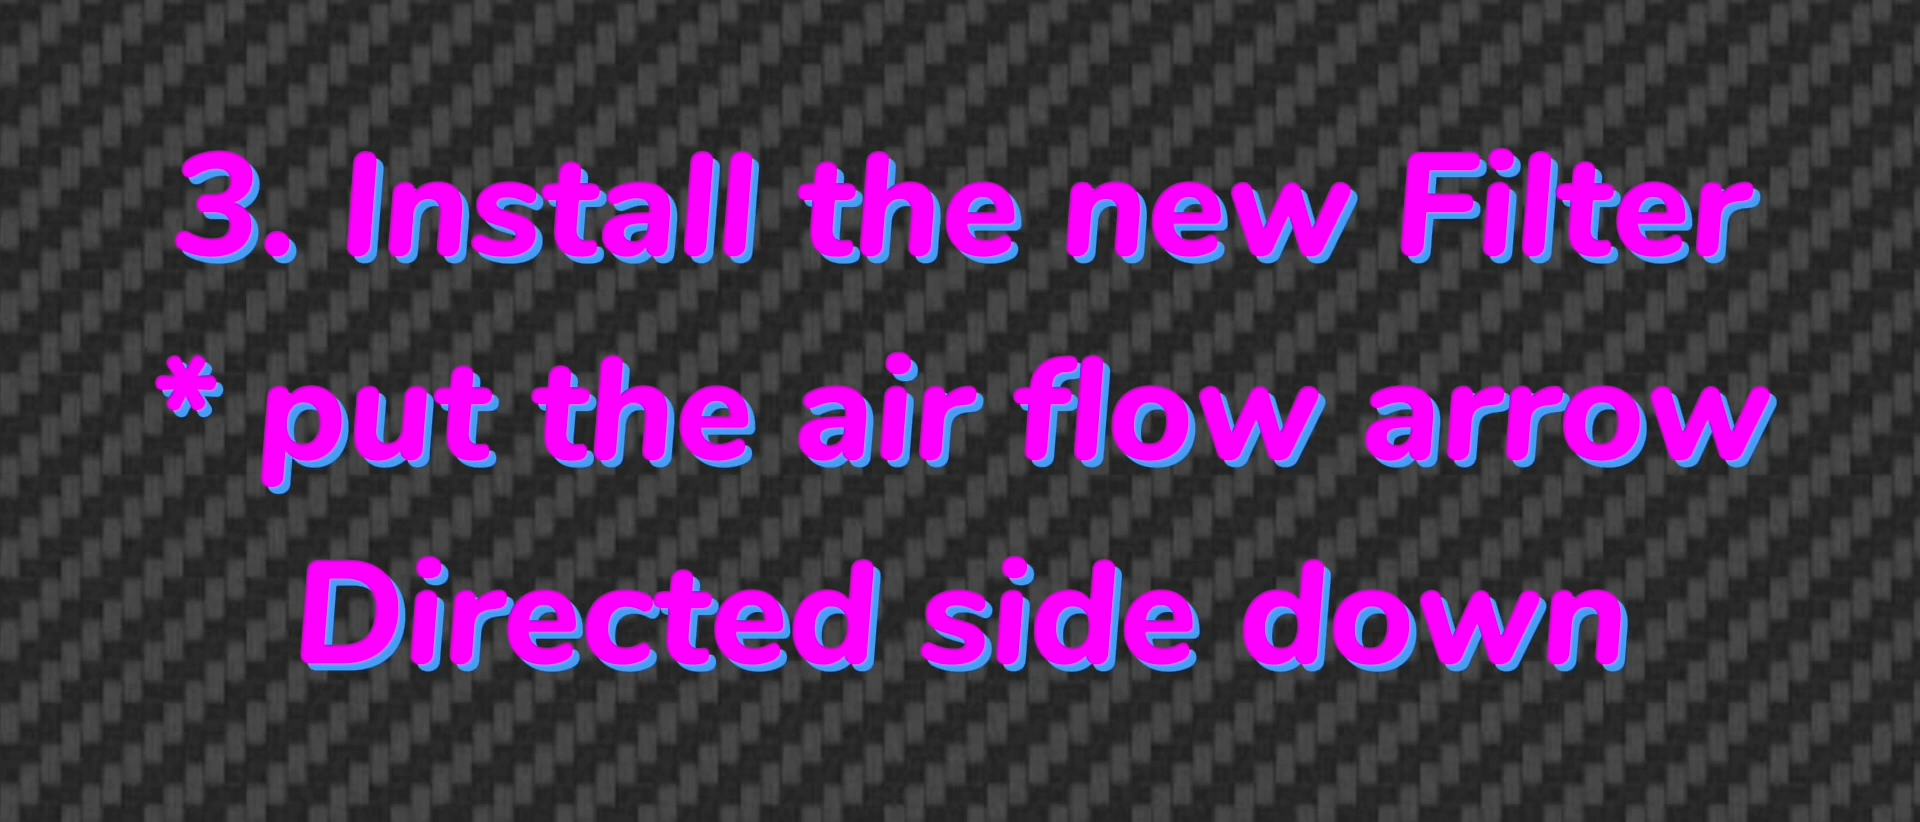 3. Install the new Filter
* put the air flow arrow
Directed side down